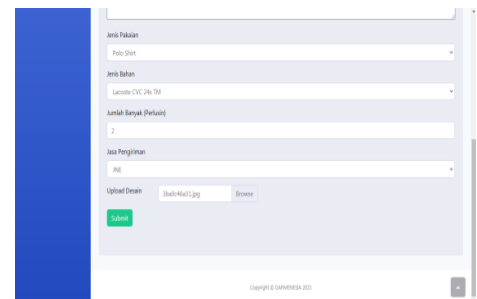 Jenis Pakaian
Polo Shirt
Jenis Bahan
Lacoste CVC 24s TM
Jumlah Banyak (Perlusin)
2
Jasa Pengiriman
JNE
Upload Desain
Browse
Submit
Copyright © GARMENESIA 2021